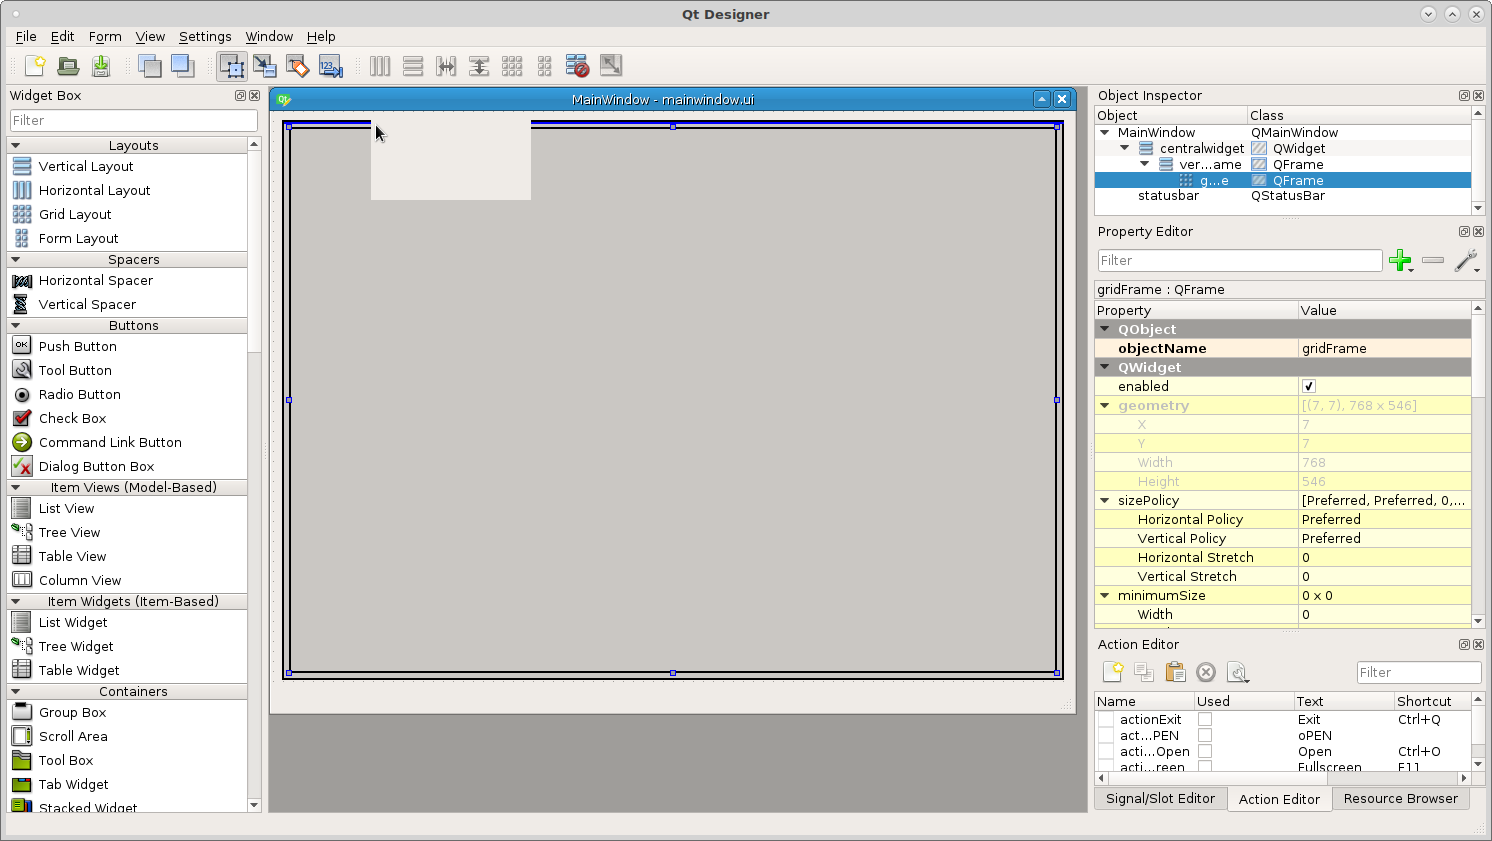 Qt Designer
File Edit Form View Settings Window Help
Widget Box
Filter
Layouts
Vertical Layout
Horizontal Layout
Grid Layout
Form Layout
Spacers
Horizontal Spacer
Vertical Spacer
Buttons
OK Push Button
Tool Button
Radio Button
Check Box
Command Link Button
Dialog Button Box
Item Views (Model-Based)
List View
Tree View
Table View
Column View
Item Widgets (Item-Based)
List Widget
Tree Widget
Table Widget
Containers
Group Box
Scroll Area
Tool Box
Tab Widget
Stacked Widget
123
Qt MainWindow - mainwindow.ui
Object Inspector
Object Class
MainWindow QMainWindow
centralwidget QWidget
ver...ame QFrame
g...e QFrame
statusbar QStatusBar
Property Editor
Filter
gridFrame : QFrame
Property Value
QObject
objectName gridFrame
QWidget
enabled
geometry [(7, 7), 768 x 546]
X 7
Y 7
Width 768
Height 546
sizePolicy [Preferred, Preferred, 0,...
Horizontal Policy Preferred
Vertical Policy Preferred
Horizontal Stretch 0
Vertical Stretch 0
minimumSize 0 x 0
Width 0
Action Editor
Filter
Name Used Text Shortcut
actionExit Exit Ctrl+Q
act...PEN oPEN
acti...Open Open Ctrl+O
acti...reen Fullscreen F11
Signal/Slot Editor Action Editor Resource Browser